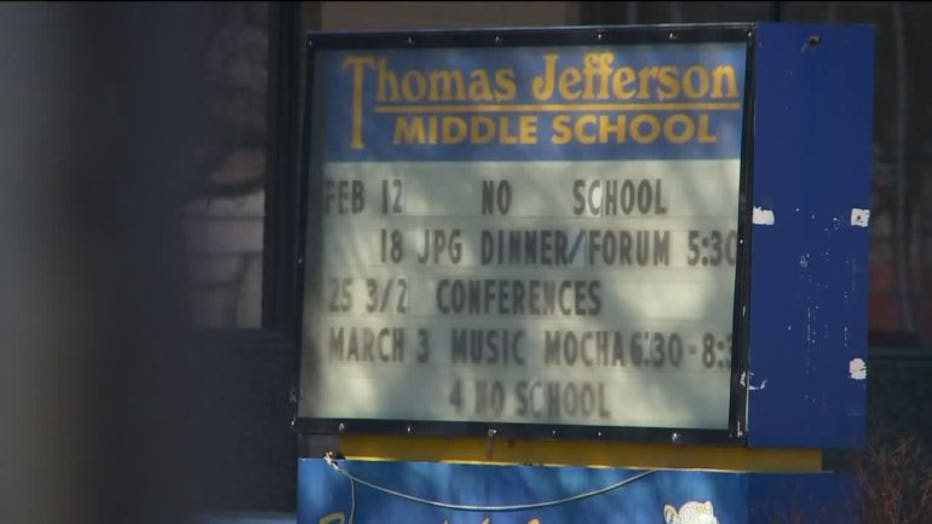 Thomas Jefferson
MIDDLE SCHOOL
FEB 12 NO SCHOOL
18 JPG DINNER/FORUM 5:30
25 3/2 CONFERENCES
MARCH 3 MUSIC MOCHA 6:30-8:3
4 NO SCHOOL